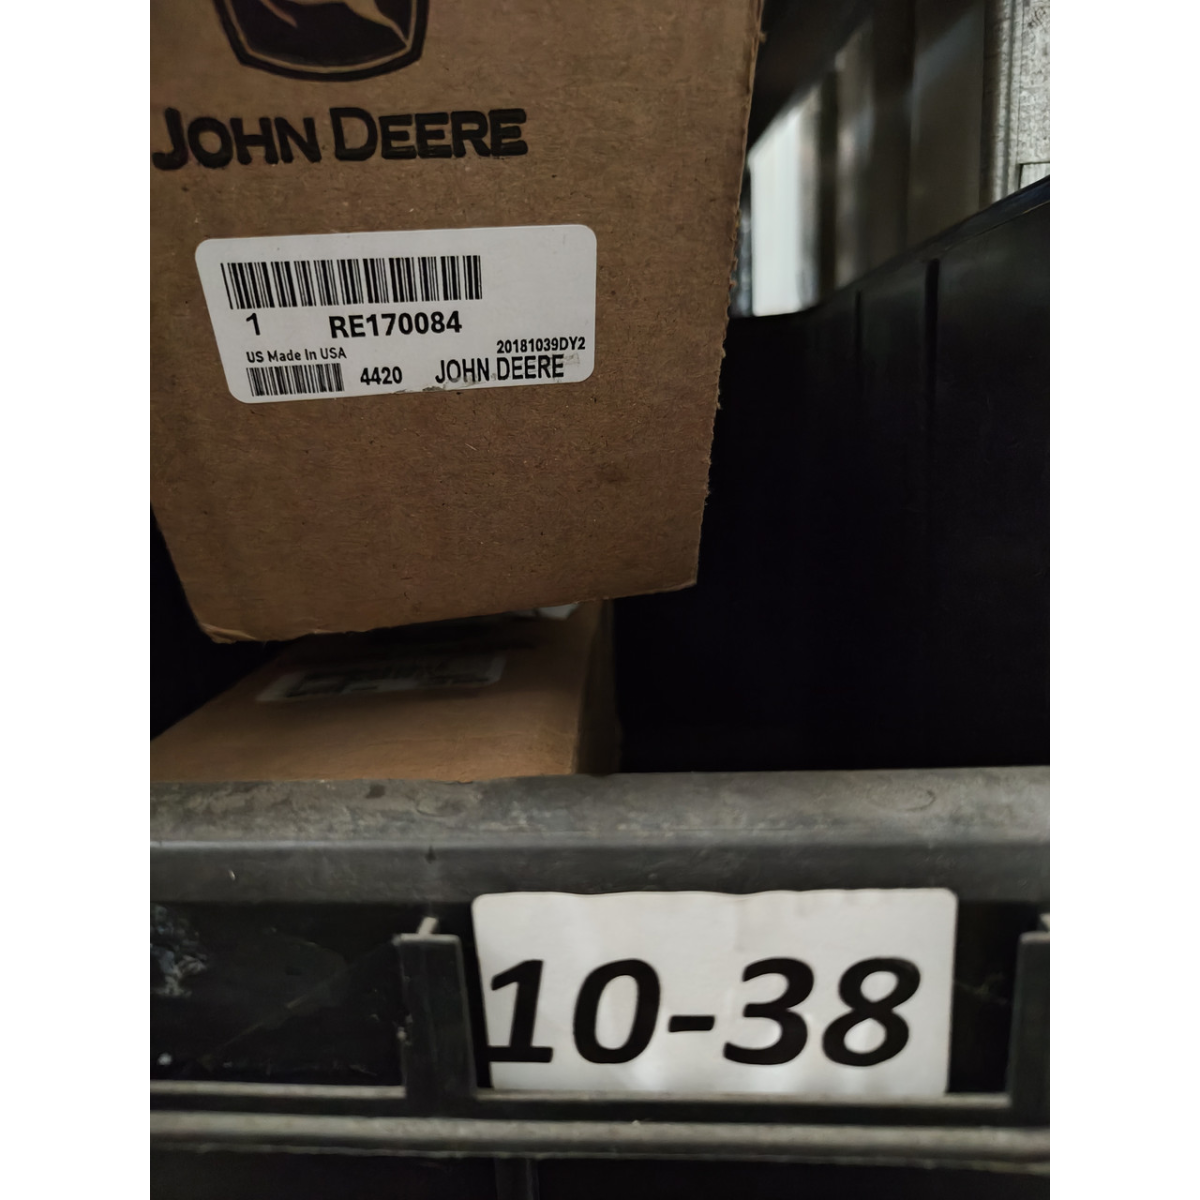 JOHN DEERE
1 RE170084
US Made In USA
20181039DY2
4420 JOHN DEERE
10-38